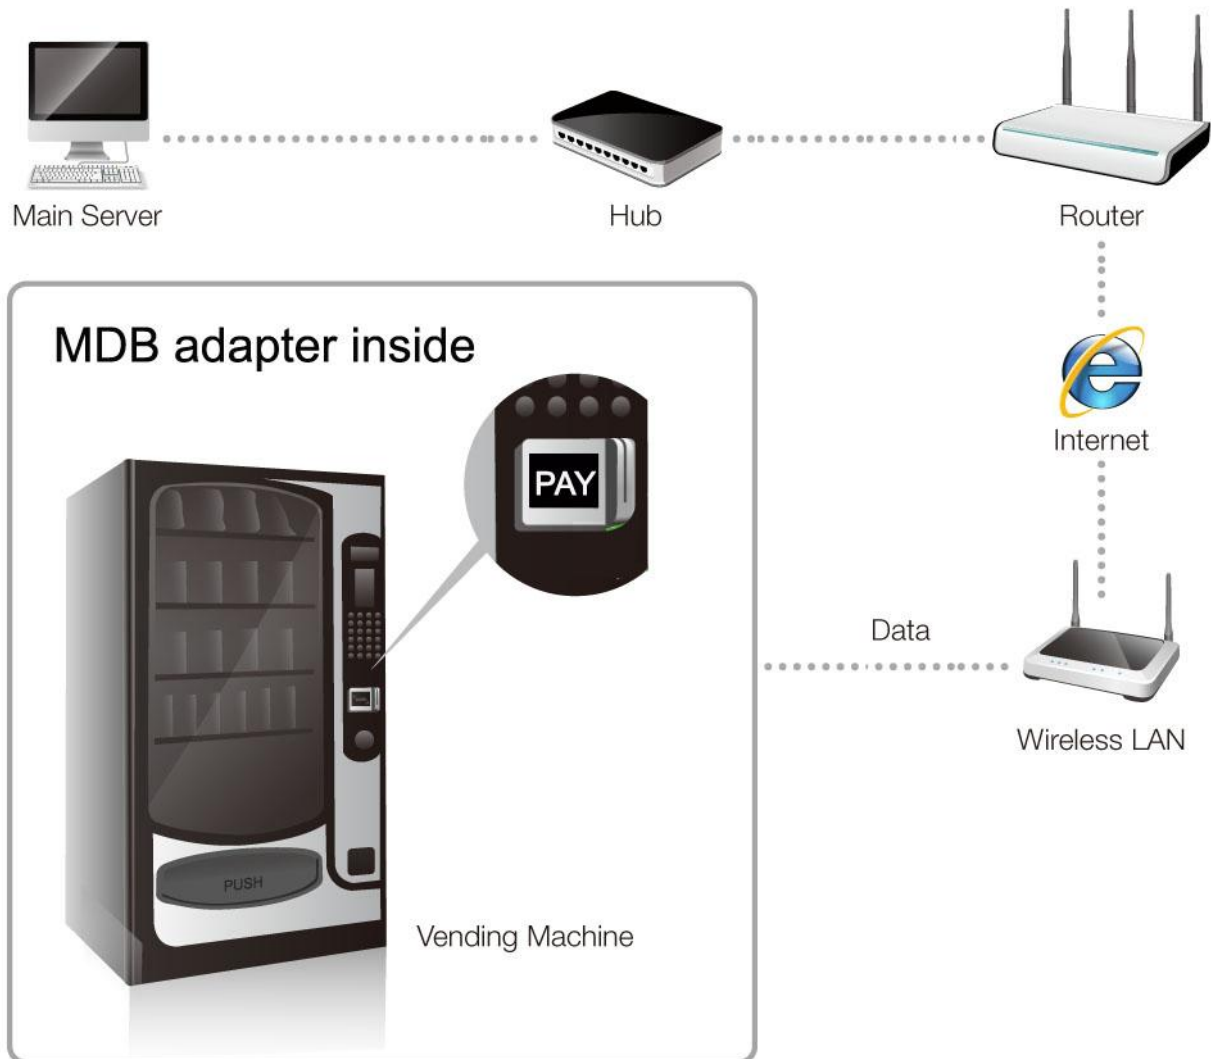 Main Server
Hub
Router
MDB adapter inside
PAY
Internet
Data
Wireless LAN
PUSH
Vending Machine